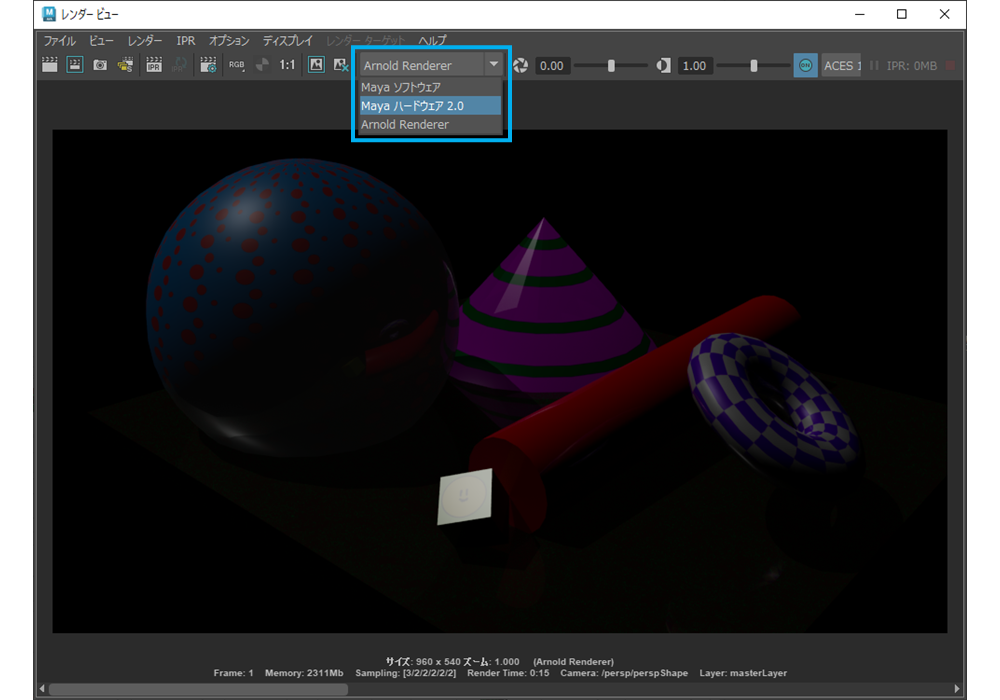 レンダー ビュー
ファイル ビュー レンダー IPR オプション ディスプレイ レンダー ターゲット ヘルプ
IPR RGB 1:1 Arnold Renderer 0.00 1.00 ON ACES 1 IPR: 0MB
Maya ソフトウェア
Maya ハードウェア 2.0
Arnold Renderer
サイズ: 960 x 540 ズーム: 1.000 (Arnold Renderer)
Frame: 1 Memory: 2311Mb Sampling: [3/2/2/2/2/2] Render Time: 0:15 Camera: /persp/perspShape Layer: masterLayer